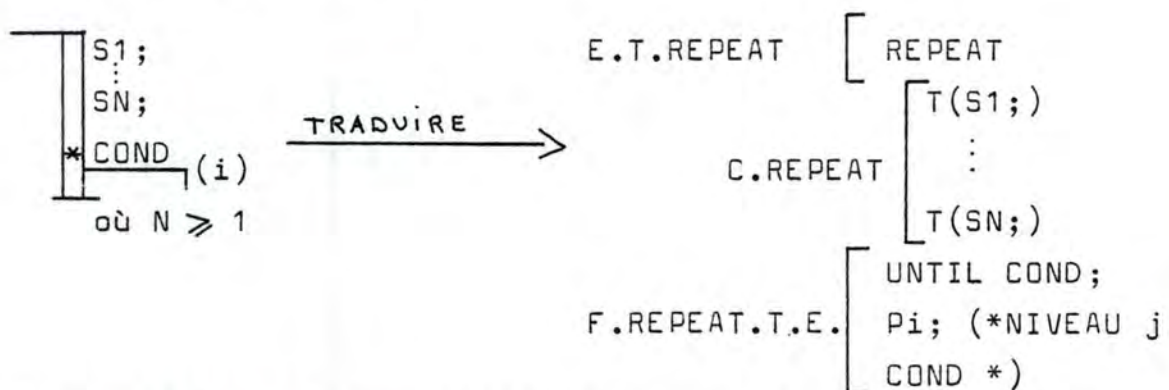 S1;
⋮
SN;
* COND
(i)
où N ⩾ 1
TRADUIRE
E.T.REPEAT
REPEAT
T(S1;)
⋮
C.REPEAT
T(SN;)
UNTIL COND;
F.REPEAT.T.E.
Pi; (*NIVEAU j
COND *)